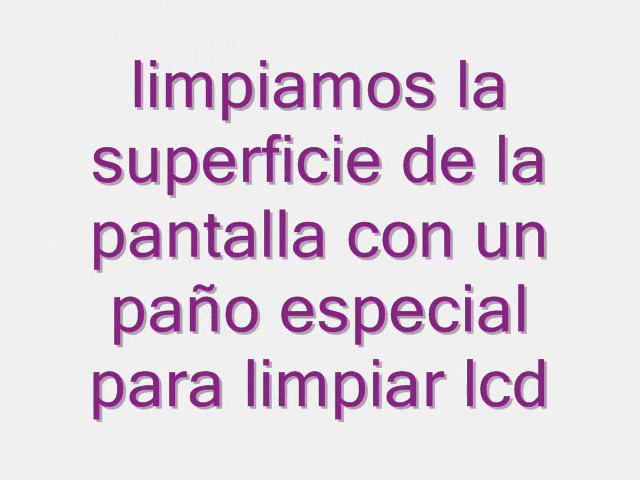 limpiamos la
superficie de la
pantalla con un
paño especial
para limpiar lcd